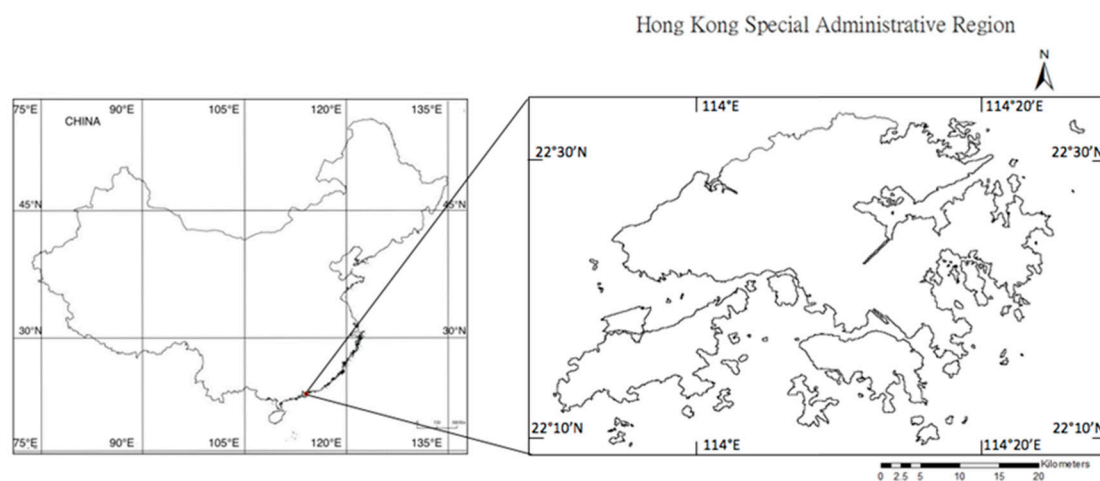 Hong Kong Special Administrative Region
N
75°E 90°E 105°E 120°E 135°E
CHINA
45°N 45°N
30°N 30°N
75°E 90°E 105°E 120°E 135°E
114°E 114°20'E
22°30'N 22°30'N
22°10'N 22°10'N
114°E 114°20'E
Kilometers
0 2.5 5 10 15 20